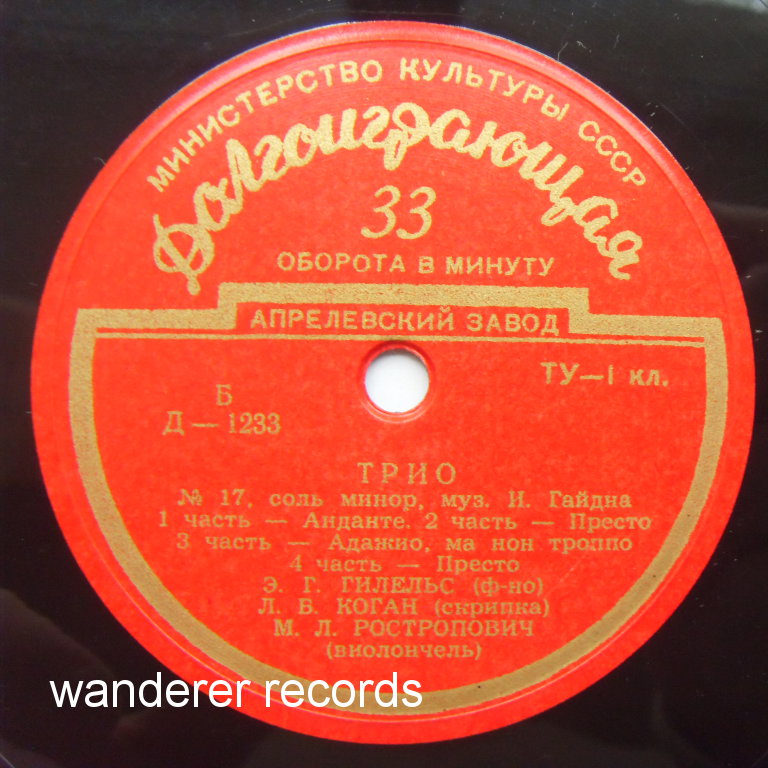 МИНИСТЕРСТВО КУЛЬТУРЫ СССР
Долгоиграющая
33
ОБОРОТА В МИНУТУ
АПРЕЛЕВСКИЙ ЗАВОД
ТУ—I кл.
Б
Д — 1233
ТРИО
№ 17, соль минор, муз. И. Гайдна
1 часть — Анданте. 2 часть — Престо
3 часть — Адажио, ма нон троппо
4 часть — Престо
Э. Г. ГИЛЕЛЬС (ф-но)
Л. Б. КОГАН (скрипка)
М. Л. РОСТРОПОВИЧ
(виолончель)
wanderer records